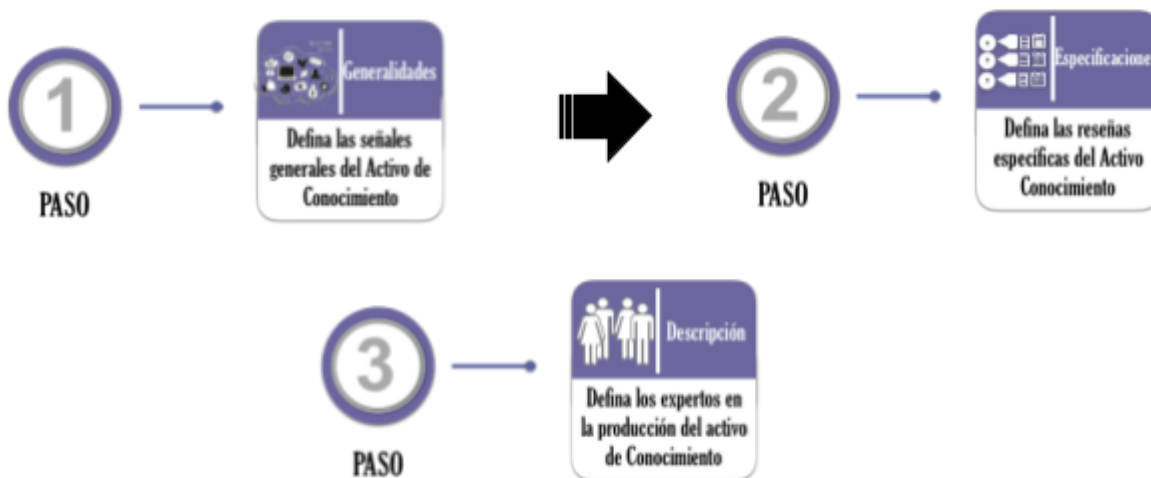 1
PASO
Generalidades
Defina las señales
generales del Activo de
Conocimiento
2
PASO
Especificacione
Defina las reseñas
específicas del Activo
Conocimiento
3
PASO
Descripción
Defina los expertos en
la producción del activo
de Conocimiento